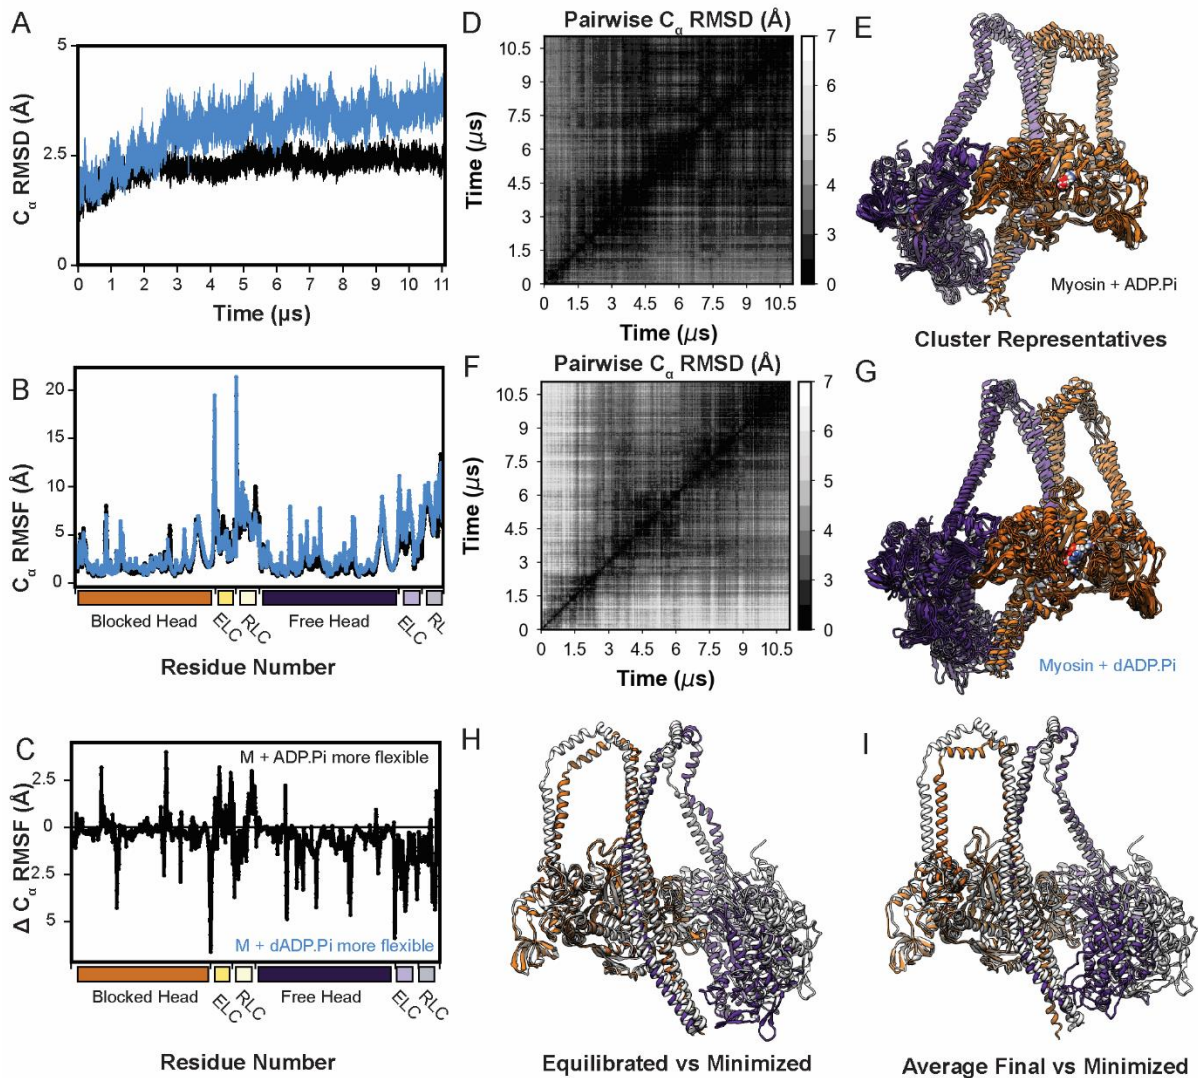 A
5
2.5
0
Cα RMSD (Å)
0 1 2 3 4 5 6 7 8 9 10 11
Time (µs)
B
20
15
10
5
0
Cα RMSF (Å)
Blocked Head
ELC
RLC
Free Head
ELC
RL
Residue Number
C
M + ADP.Pi more flexible
2.5
0
2.5
5
Δ Cα RMSF (Å)
M + dADP.Pi more flexible
Blocked Head
ELC
RLC
Free Head
ELC
RLC
Residue Number
D
Pairwise Cα RMSD (Å)
10.5
9
7.5
6
4.5
3
1.5
0
Time (µs)
0 1.5 3 4.5 6 7.5 9 10.5
Time (µs)
7
6
5
4
3
0
E
Myosin + ADP.Pi
Cluster Representatives
F
Pairwise Cα RMSD (Å)
10.5
9
7.5
6
4.5
3
1.5
0
Time (µs)
0 1.5 3 4.5 6 7.5 9 10.5
Time (µs)
7
6
5
4
3
0
G
Myosin + dADP.Pi
H
Equilibrated vs Minimized
I
Average Final vs Minimized